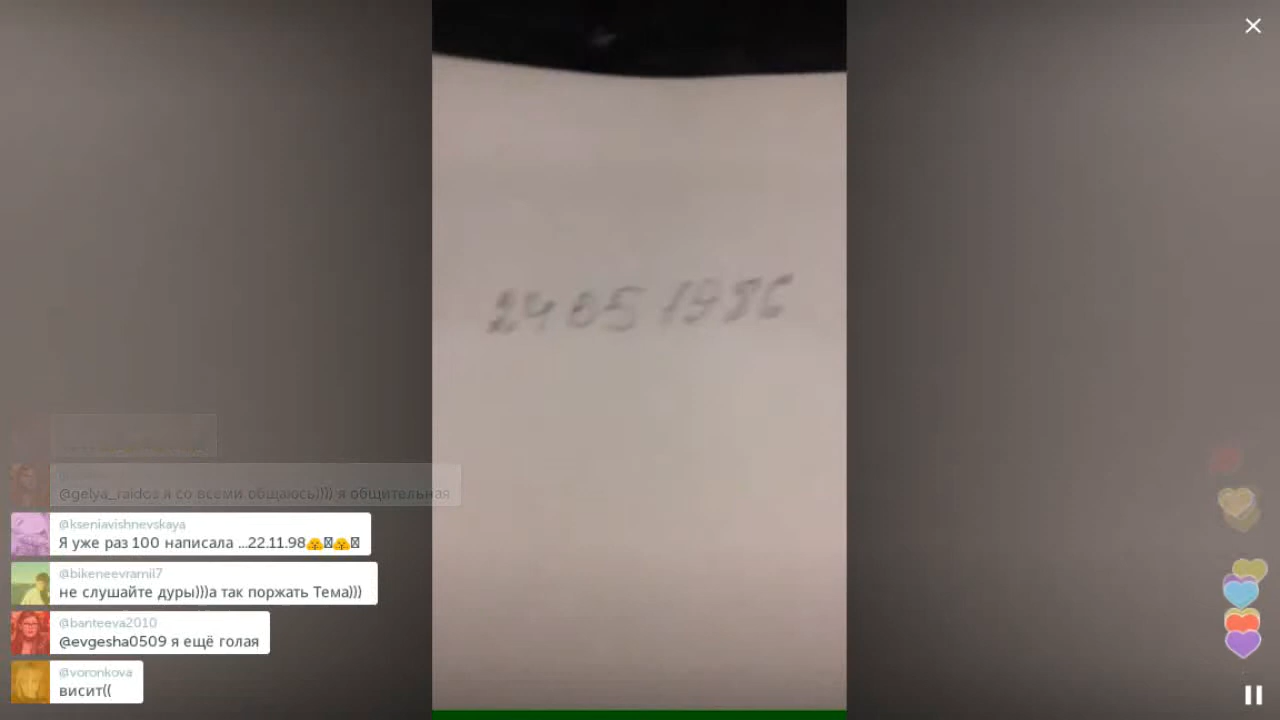 24 05 1986
@gelya_raidos я со всеми общаюсь)))) я общительная
@kseniavishnevskaya
Я уже раз 100 написала ...22.11.98
@bikeneevramil7
не слушайте дуры)))а так поржать Тема)))
@banteeva2010
@evgesha0509 я ещё голая
@voronkova
висит((